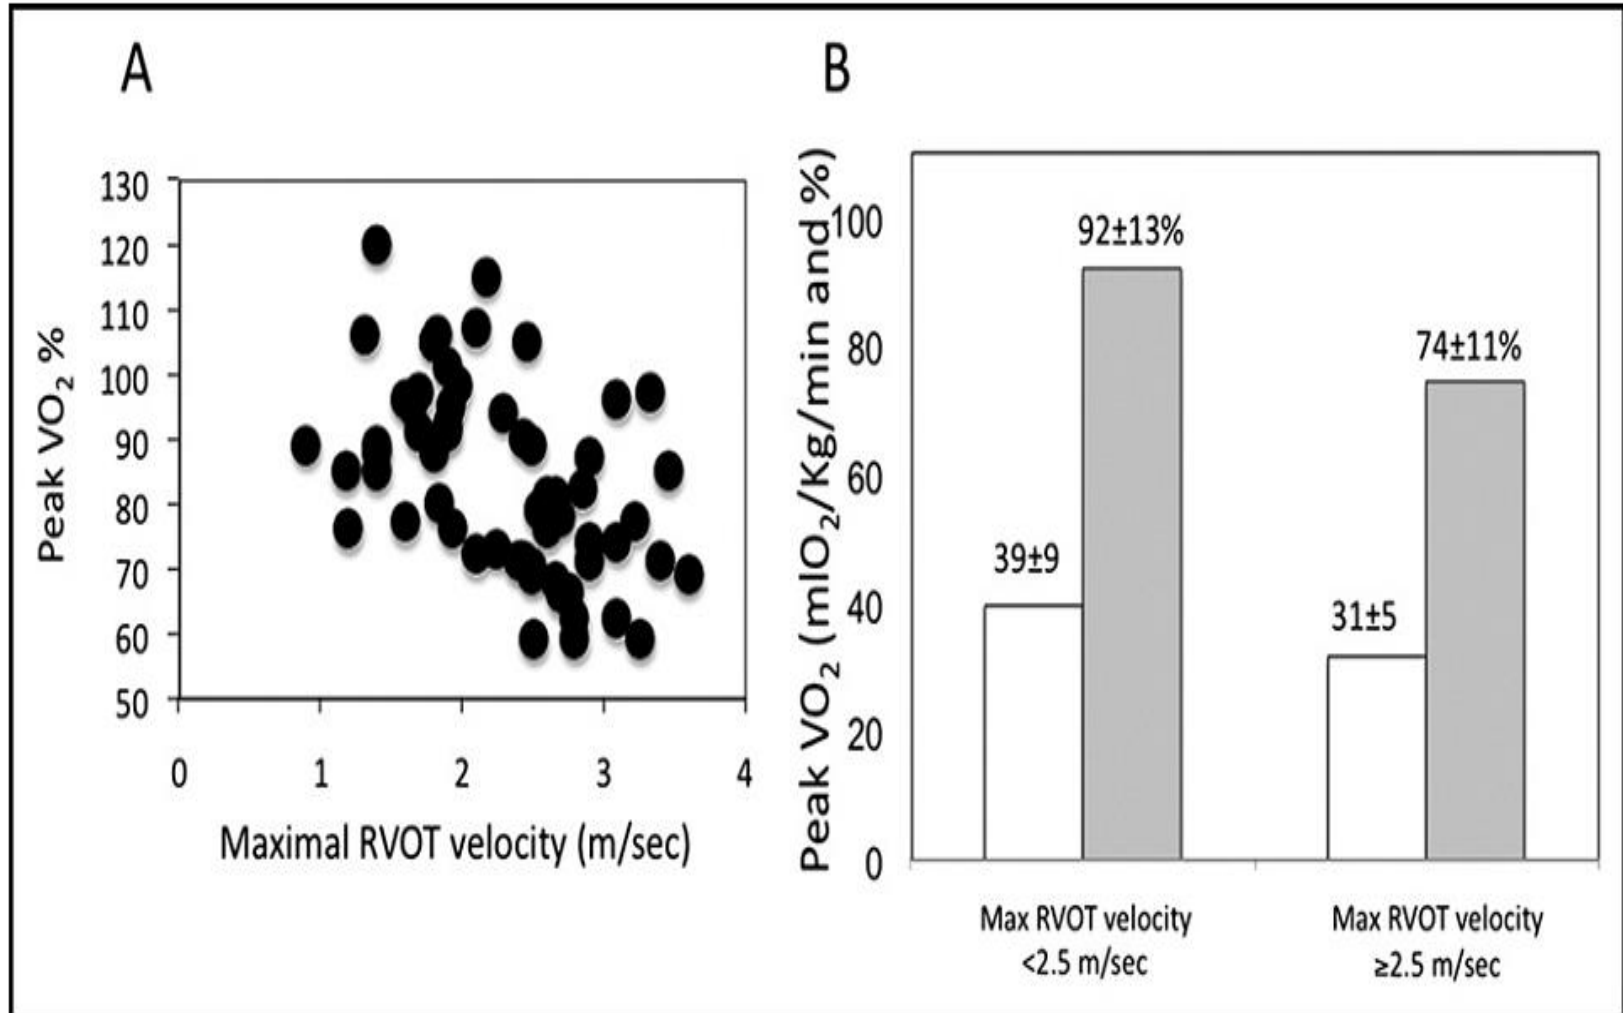 A
Peak VO₂ %
130
120
110
100
90
80
70
60
50
0 1 2 3 4
Maximal RVOT velocity (m/sec)
B
Peak VO₂ (mlO₂/Kg/min and %)
100
80
60
40
20
0
39±9
92±13%
31±5
74±11%
Max RVOT velocity
<2.5 m/sec
Max RVOT velocity
≥2.5 m/sec